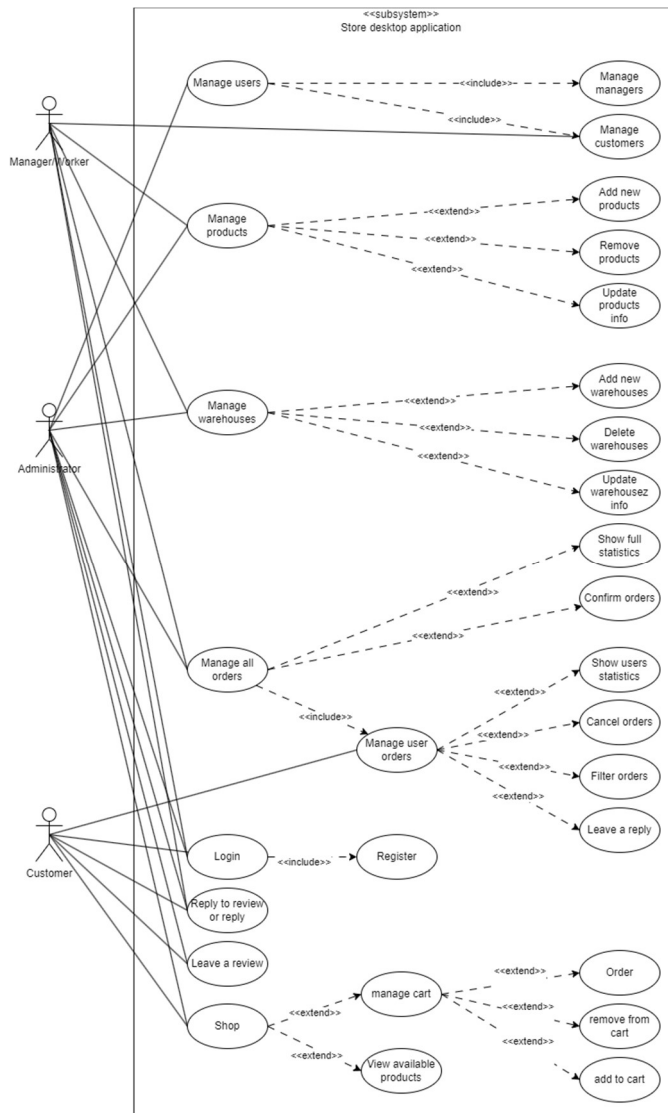 <<subsystem>>
Store desktop application
Manage users
<<include>>
Manage
managers
<<include>>
Manage
customers
Manager/Worker
Manage
products
<<extend>>
Add new
products
<<extend>>
Remove
products
<<extend>>
Update
products
info
Manage
warehouses
<<extend>>
Add new
warehouses
<<extend>>
Delete
warehouses
<<extend>>
Update
warehousez
info
Administrator
Manage all
orders
<<extend>>
Show full
statistics
<<extend>>
Confirm orders
<<include>>
Manage user
orders
<<extend>>
Show users
statistics
<<extend>>
Cancel orders
<<extend>>
Filter orders
<<extend>>
Leave a reply
Customer
Login
<<include>>
Register
Reply to review
or reply
Leave a review
Shop
<<extend>>
manage cart
<<extend>>
View available
products
<<extend>>
Order
<<extend>>
remove from
cart
<<extend>>
add to cart